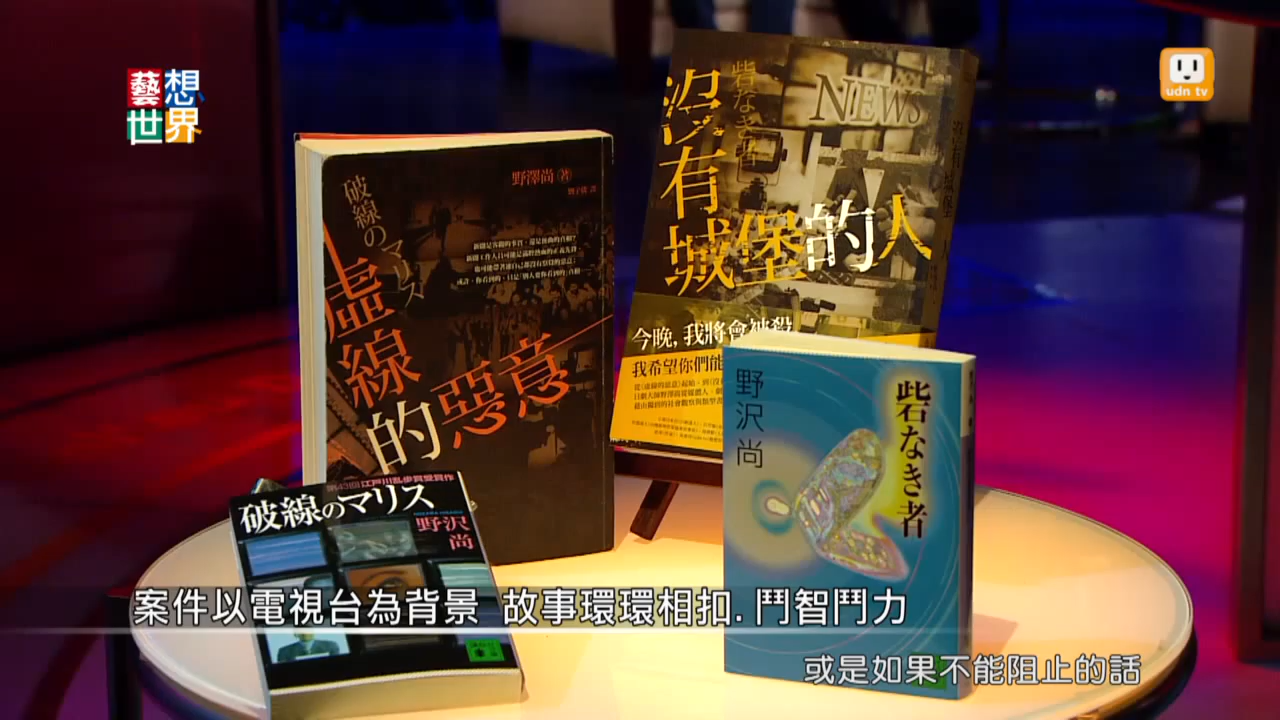 藝想
世界
udn tv
野澤尚 著
破線のマリス
虛線
的惡意
砦なき者
NEWS
沒有
城堡的人
今晚,我將會被殺
我希望你們能
第43回江戸川乱歩賞受賞作
破線のマリス
野沢
尚
野沢尚
砦なき者
案件以電視台為背景 故事環環相扣.鬥智鬥力
或是如果不能阻止的話